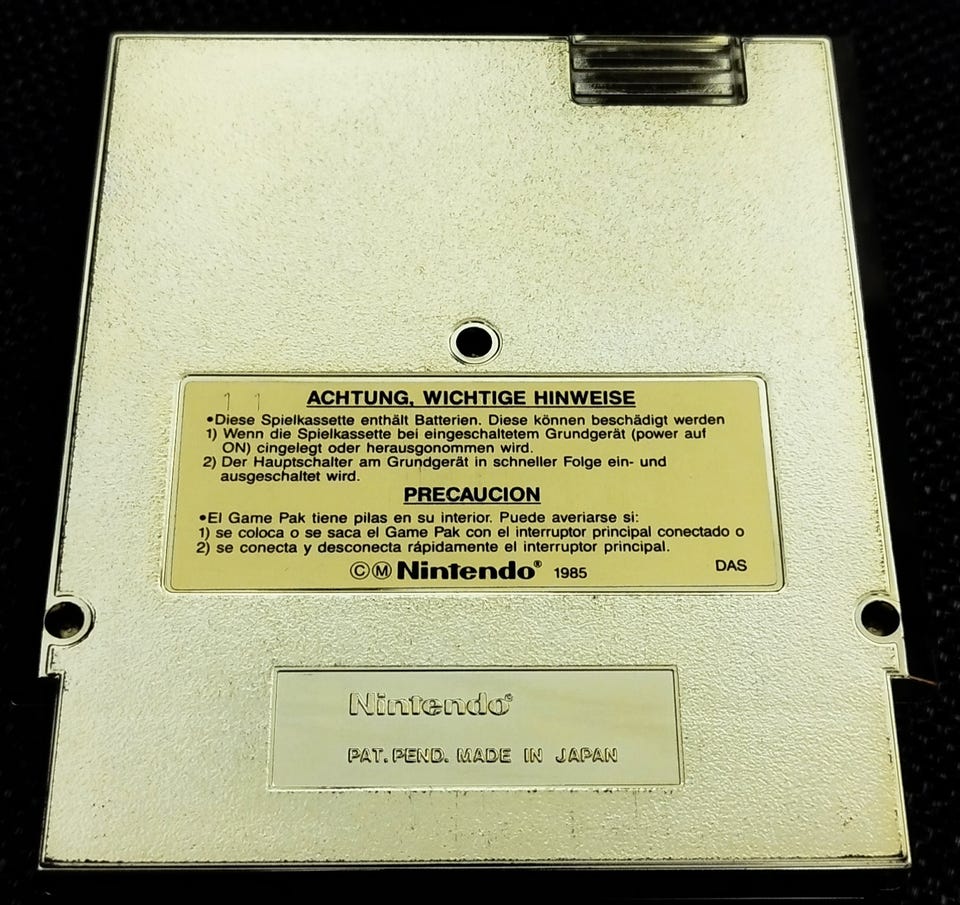 1 1
ACHTUNG, WICHTIGE HINWEISE
•Diese Spielkassette enthält Batterien. Diese können beschädigt werden
1) Wenn die Spielkassette bei eingeschaltetem Grundgerät (power auf
ON) cingelegt oder herausgonommen wird.
2) Der Hauptschalter am Grundgerät in schneller Folge ein- und
ausgeschaltet wird.
PRECAUCION
•El Game Pak tiene pilas en su interior. Puede averiarse si:
1) se coloca o se saca el Game Pak con el interruptor principal conectado o
2) se conecta y desconecta rápidamente el interruptor principal.
©Ⓜ Nintendo® 1985 DAS
Nintendo®
PAT. PEND. MADE IN JAPAN